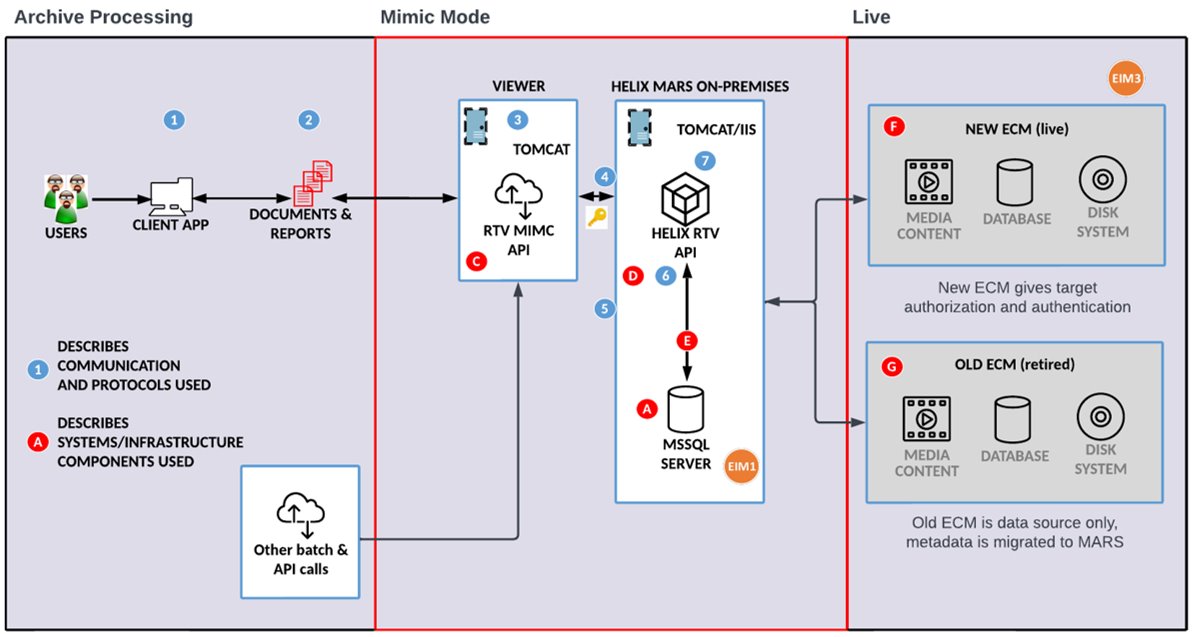 Archive Processing
Mimic Mode
Live
1
2
USERS
CLIENT APP
DOCUMENTS &
REPORTS
1
DESCRIBES
COMMUNICATION
AND PROTOCOLS USED
A
DESCRIBES
SYSTEMS/INFRASTRUCTURE
COMPONENTS USED
Other batch &
API calls
VIEWER
3
TOMCAT
RTV MIMC
API
C
4
HELIX MARS ON-PREMISES
TOMCAT/IIS
7
HELIX RTV
API
D
6
5
E
A
MSSQL
SERVER
EIM1
EIM3
F
NEW ECM (live)
MEDIA
CONTENT
DATABASE
DISK
SYSTEM
New ECM gives target
authorization and authentication
G
OLD ECM (retired)
MEDIA
CONTENT
DATABASE
DISK
SYSTEM
Old ECM is data source only,
metadata is migrated to MARS